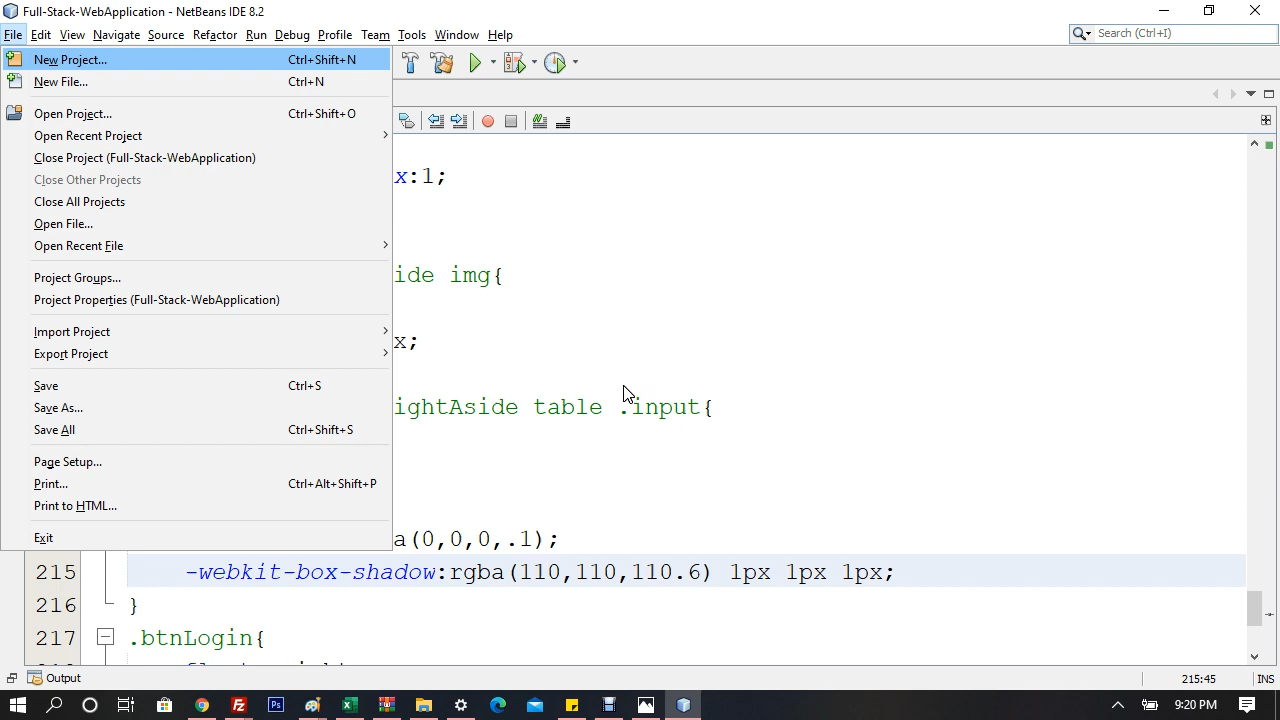 Full-Stack-WebApplication - NetBeans IDE 8.2
File Edit View Navigate Source Refactor Run Debug Profile Team Tools Window Help
Search (Ctrl+I)
New Project... Ctrl+Shift+N
New File... Ctrl+N
Open Project... Ctrl+Shift+O
Open Recent Project
Close Project (Full-Stack-WebApplication)
Close Other Projects
Close All Projects
Open File...
Open Recent File
Project Groups...
Project Properties (Full-Stack-WebApplication)
Import Project
Export Project
Save Ctrl+S
Save As...
Save All Ctrl+Shift+S
Page Setup...
Print... Ctrl+Alt+Shift+P
Print to HTML...
Exit
x:1;
ide img{
x;
ightAside table .input{
a(0,0,0,.1);
215 -webkit-box-shadow:rgba(110,110,110.6) 1px 1px 1px;
216 }
217 .btnLogin{
Output
215:45 INS
9:20 PM